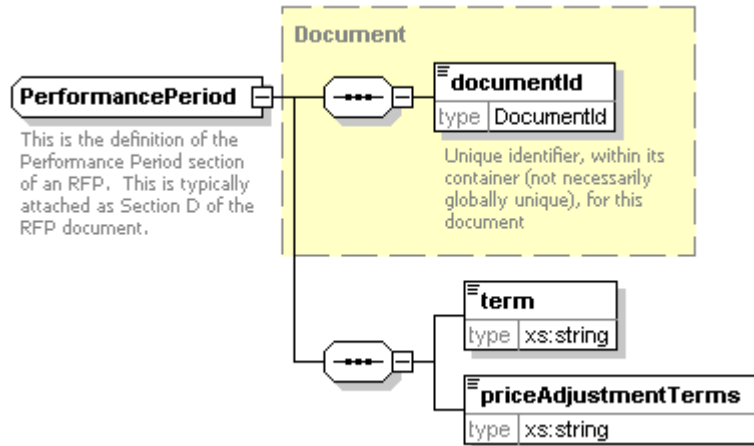 Document
documentId
type DocumentId
Unique identifier, within its
container (not necessarily
globally unique), for this
document
PerformancePeriod
This is the definition of the
Performance Period section
of an RFP. This is typically
attached as Section D of the
RFP document.
term
type xs:string
priceAdjustmentTerms
type xs:string